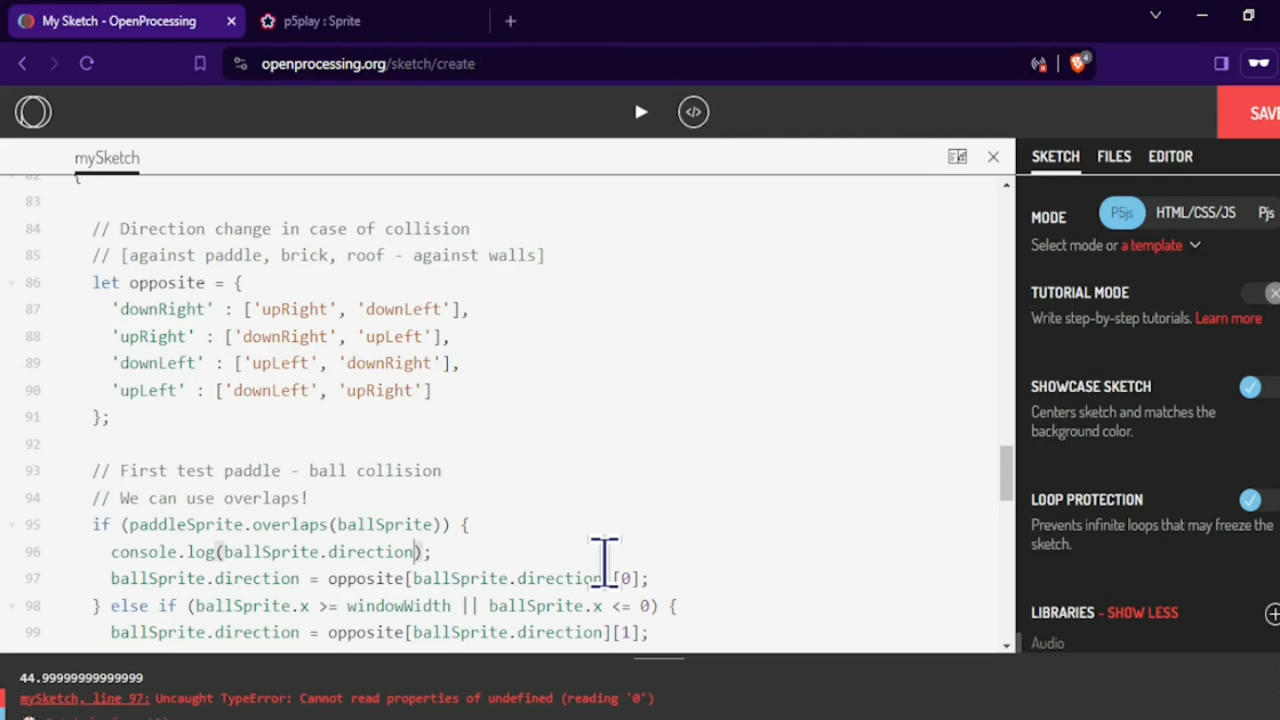 My Sketch - OpenProcessing
p5play : Sprite
openprocessing.org/sketch/create
4
</>
SAVE
mySketch
SKETCH FILES EDITOR
82 {
83
84 // Direction change in case of collision
85 // [against paddle, brick, roof - against walls]
86 let opposite = {
87 'downRight' : ['upRight', 'downLeft'],
88 'upRight' : ['downRight', 'upLeft'],
89 'downLeft' : ['upLeft', 'downRight'],
90 'upLeft' : ['downLeft', 'upRight']
91 };
92
93 // First test paddle - ball collision
94 // We can use overlaps!
95 if (paddleSprite.overlaps(ballSprite)) {
96 console.log(ballSprite.direction);
97 ballSprite.direction = opposite[ballSprite.direction][0];
98 } else if (ballSprite.x >= windowWidth || ballSprite.x <= 0) {
99 ballSprite.direction = opposite[ballSprite.direction][1];
MODE P5js HTML/CSS/JS Pjs
Select mode or a template
TUTORIAL MODE
Write step-by-step tutorials. Learn more
SHOWCASE SKETCH
Centers sketch and matches the
background color.
LOOP PROTECTION
Prevents infinite loops that may freeze the
sketch.
LIBRARIES - SHOW LESS
Audio
44.99999999999999
mySketch, line 97: Uncaught TypeError: Cannot read properties of undefined (reading '0')